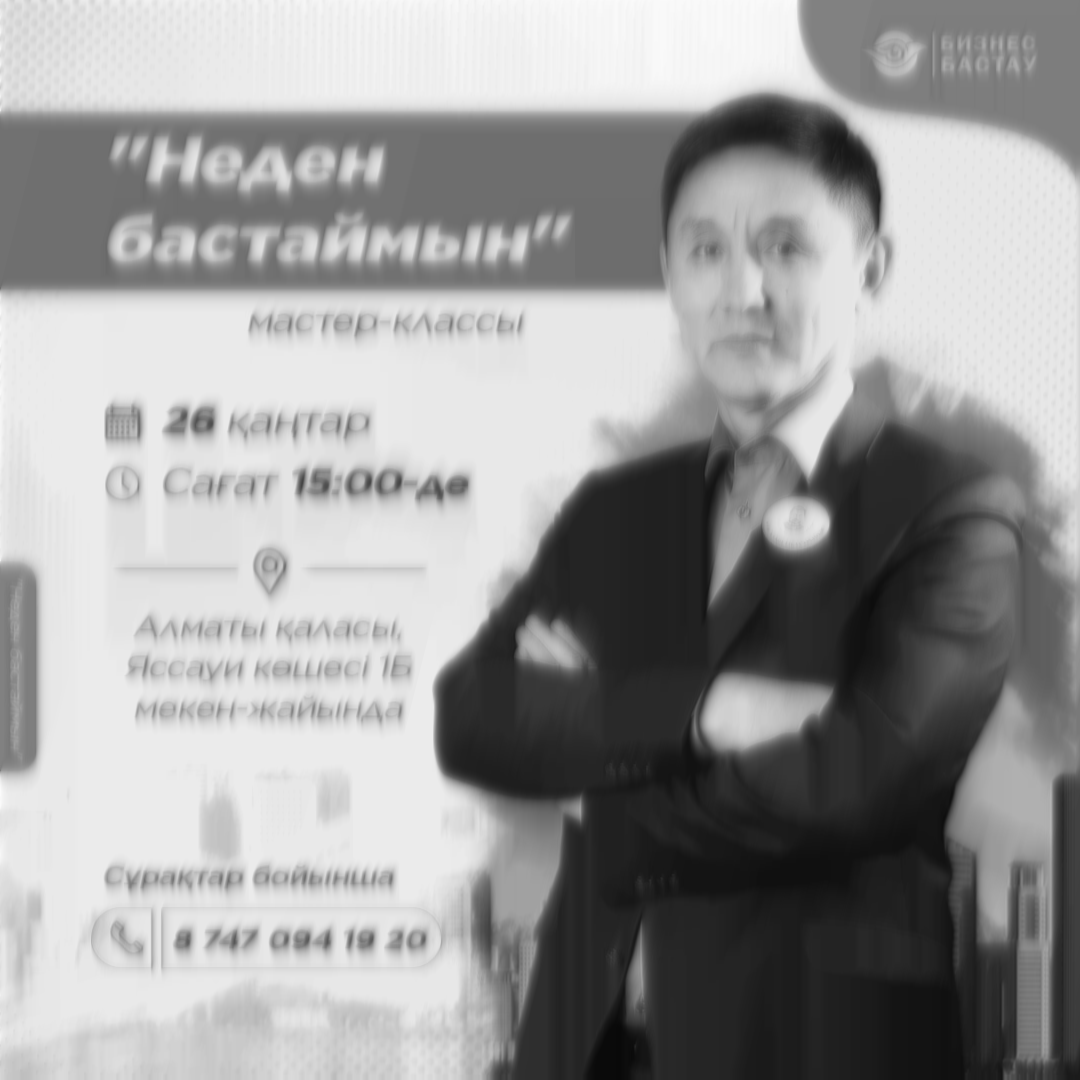 БИЗНЕС
БАСТАУ
"Неден
бастаймын"
мастер-классы
26 қаңтар
Сағат 15:00-де
Алматы қаласы,
Яссауи көшесі 1Б
мекен-жайында
Сұрақтар бойынша
8 747 094 19 20